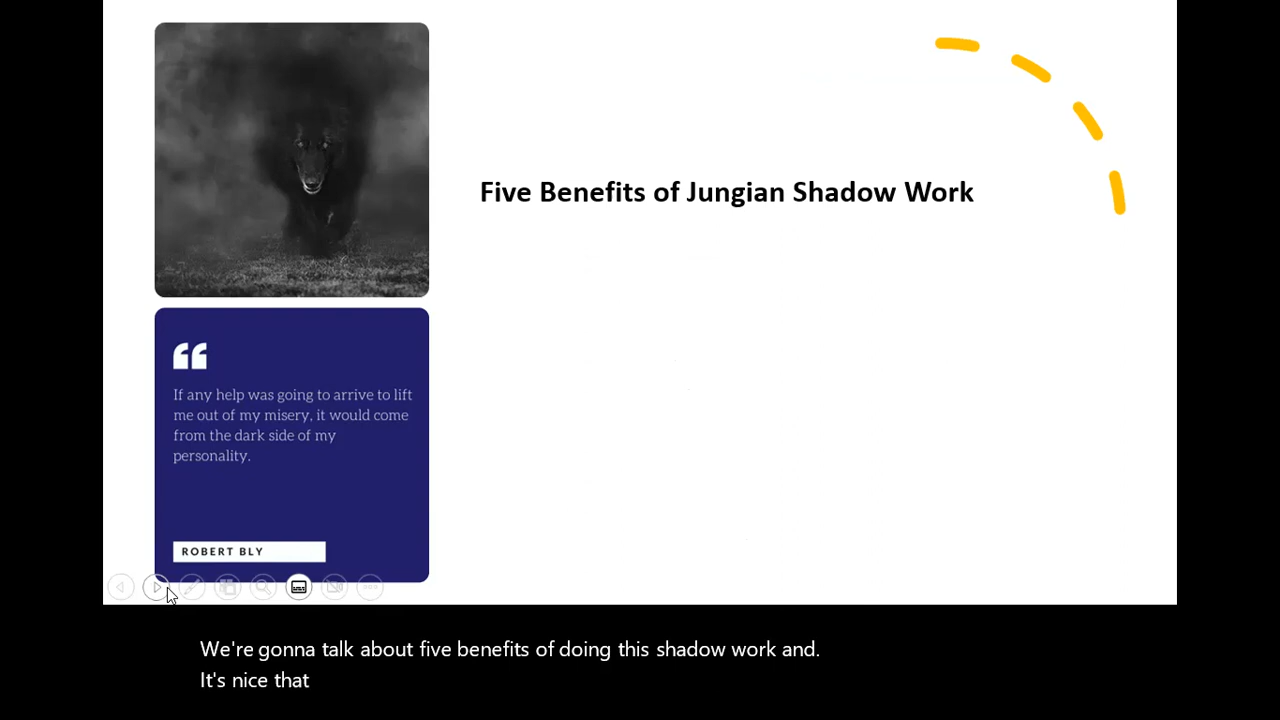 Five Benefits of Jungian Shadow Work
If any help was going to arrive to lift
me out of my misery, it would come
from the dark side of my
personality.
ROBERT BLY
We're gonna talk about five benefits of doing this shadow work and.
It's nice that